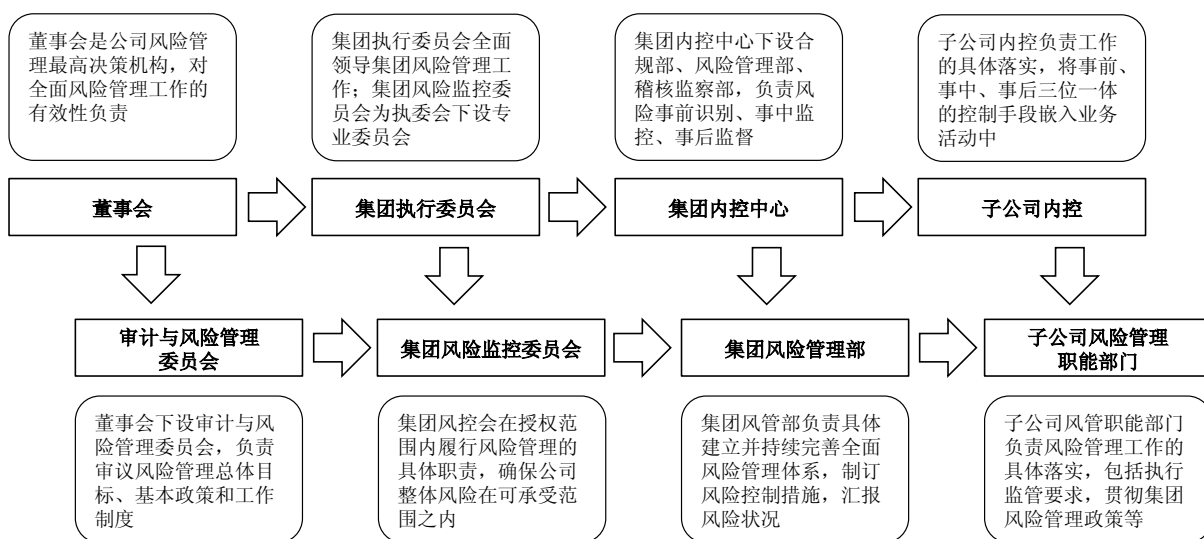 董事会是公司风险管
理最高决策机构，对
全面风险管理工作的
有效性负责
集团执行委员会全面
领导集团风险管理工
作；集团风险监控委
员会为执委会下设专
业委员会
集团内控中心下设合
规部、风险管理部、
稽核监察部，负责风
险事前识别、事中监
控、事后监督
子公司内控负责工作
的具体落实，将事前、
事中、事后三位一体
的控制手段嵌入业务
活动中
董事会
集团执行委员会
集团内控中心
子公司内控
审计与风险管理
委员会
集团风险监控委员会
集团风险管理部
子公司风险管理
职能部门
董事会下设审计与风
险管理委员会，负责
审议风险管理总体目
标、基本政策和工作
制度
集团风控会在授权范
围内履行风险管理的
具体职责，确保公司
整体风险在可承受范
围之内
集团风管部负责具体
建立并持续完善全面
风险管理体系，制订
风险控制措施，汇报
风险状况
子公司风管职能部门
负责风险管理工作的
具体落实，包括执行
监管要求，贯彻集团
风险管理政策等